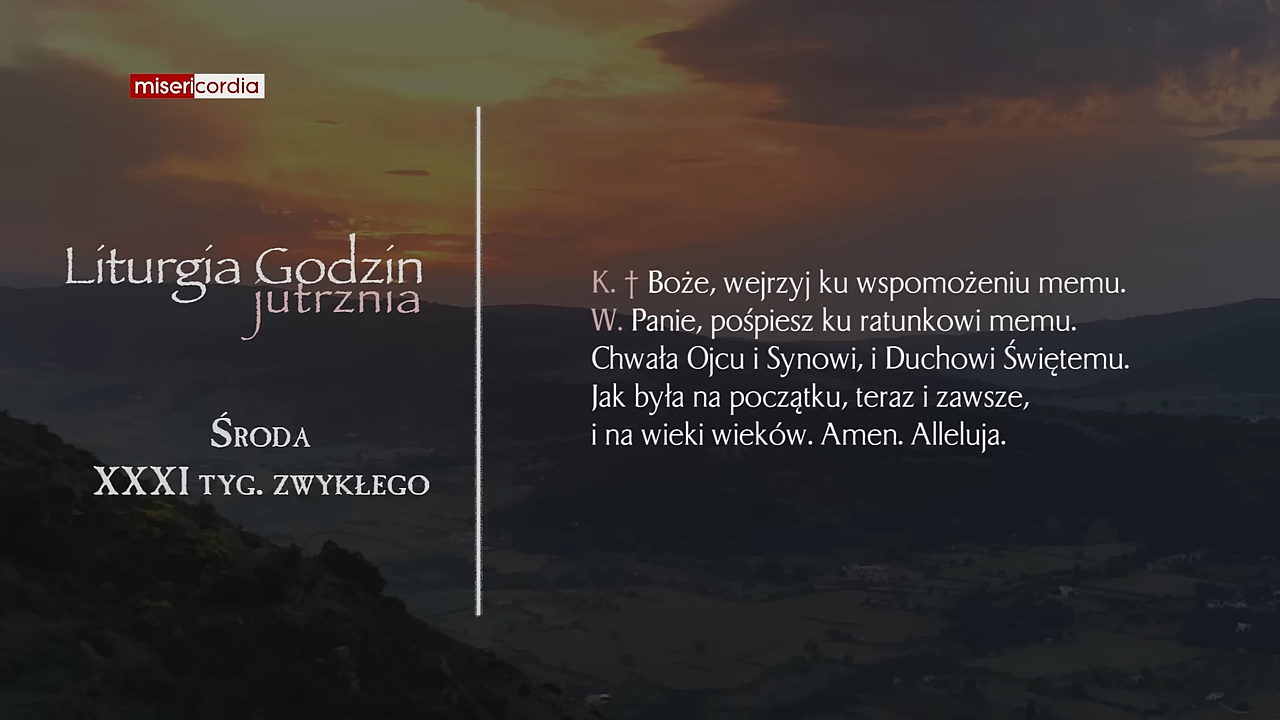 misericordia
Liturgia Godzin
jutrznia
Środa
XXXI tyg. zwykłego
K. † Boże, wejrzyj ku wspomożeniu memu.
W. Panie, pośpiesz ku ratunkowi memu.
Chwała Ojcu i Synowi, i Duchowi Świętemu.
Jak była na początku, teraz i zawsze,
i na wieki wieków. Amen. Alleluja.